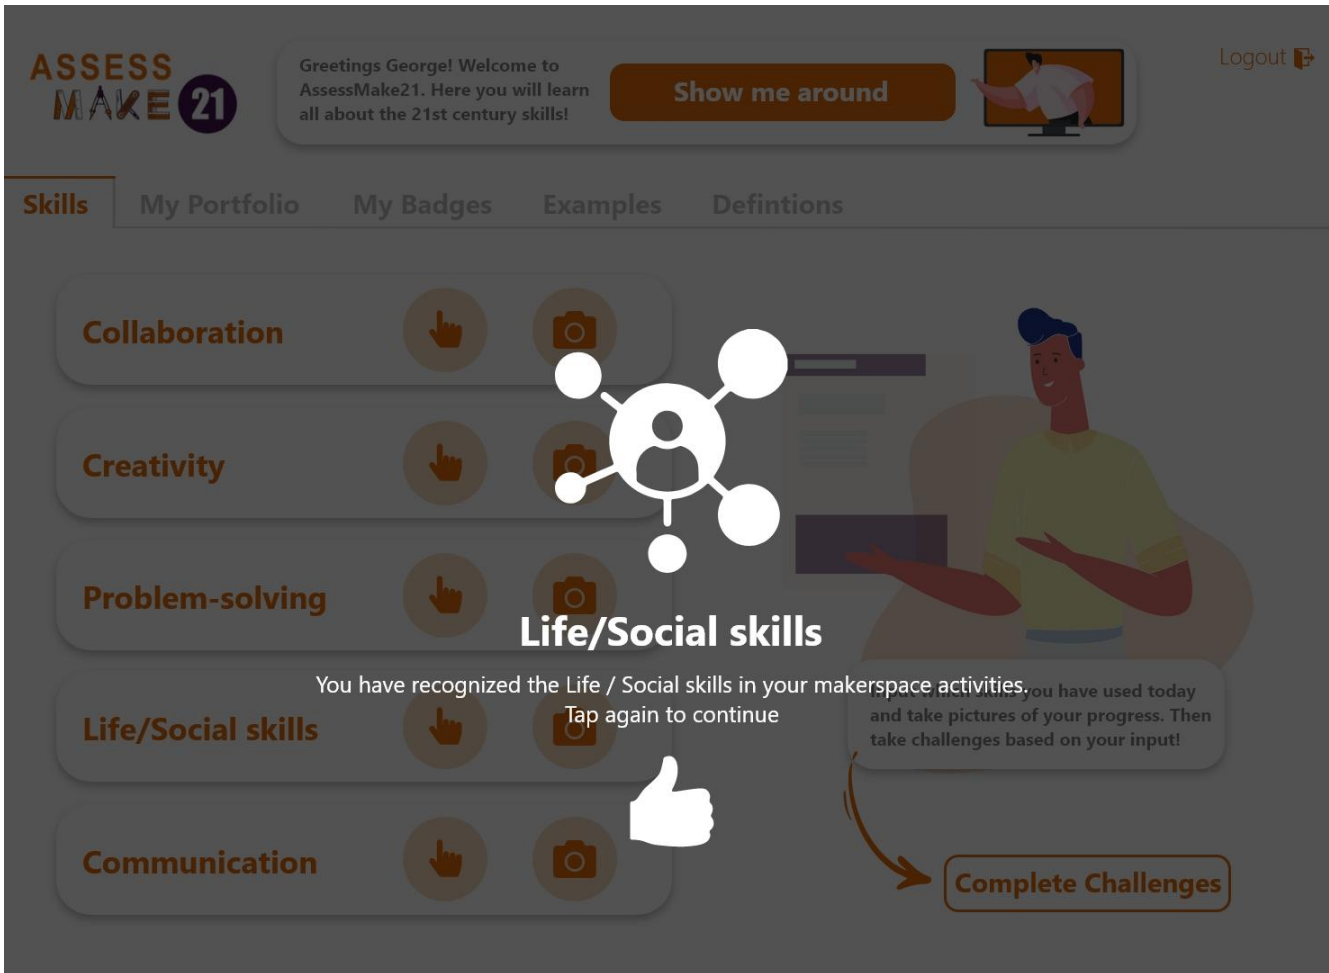 ASSESS
MAKE 21
Greetings George! Welcome to
AssessMake21. Here you will learn
all about the 21st century skills!
Show me around
Logout
Skills
My Portfolio
My Badges
Examples
Defintions
Collaboration
Creativity
Problem-solving
Life/Social skills
You have recognized the Life / Social skills in your makerspace activities.
Tap again to continue
Life/Social skills
Input which skills you have used today
and take pictures of your progress. Then
take challenges based on your input!
Communication
Complete Challenges